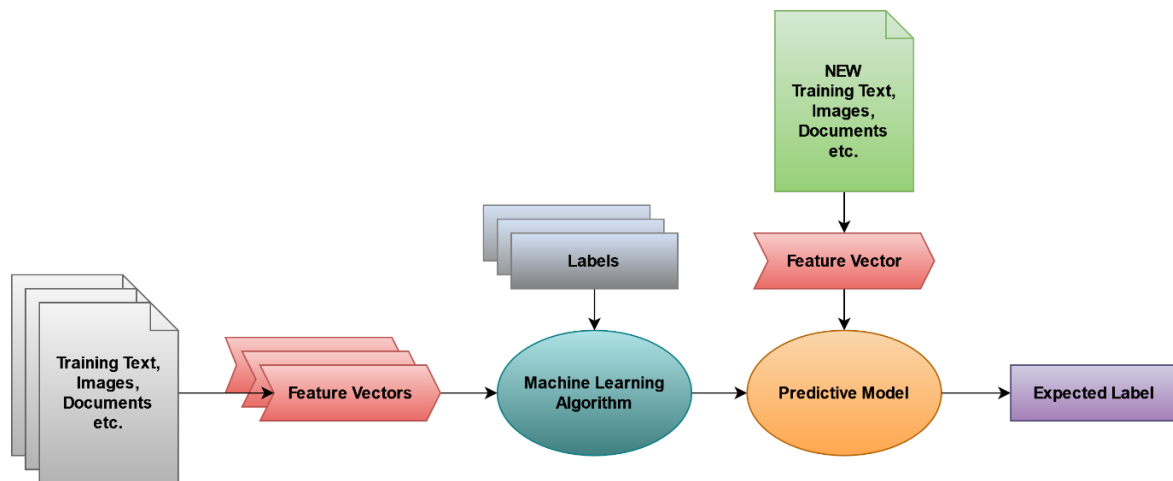 NEW
Training Text,
Images,
Documents
etc.
Labels
Feature Vector
Training Text,
Images,
Documents
etc.
Feature Vectors
Machine Learning
Algorithm
Predictive Model
Expected Label